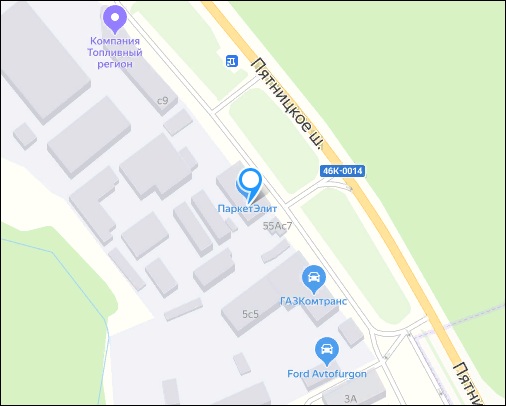 Компания
Топливный
регион
Пятницкое ш.
с9
46К-0014
ПаркетЭлит
55Ас7
ГАЗКомтранс
5с5
Ford Avtofurgon
3А
Пятни